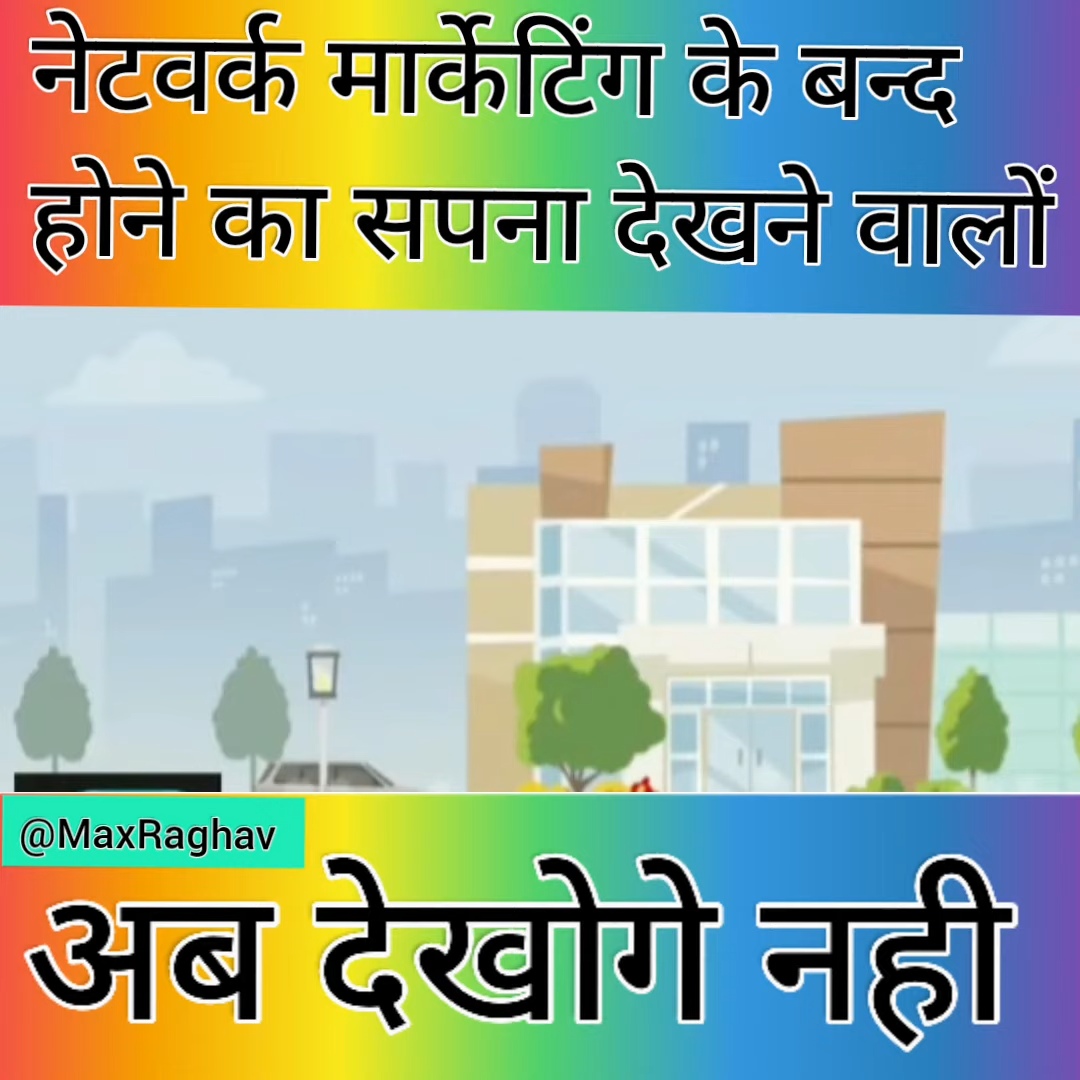 नेटवर्क मार्केटिंग के बन्द
होने का सपना देखने वालों
@MaxRaghav
अब देखोगे नही